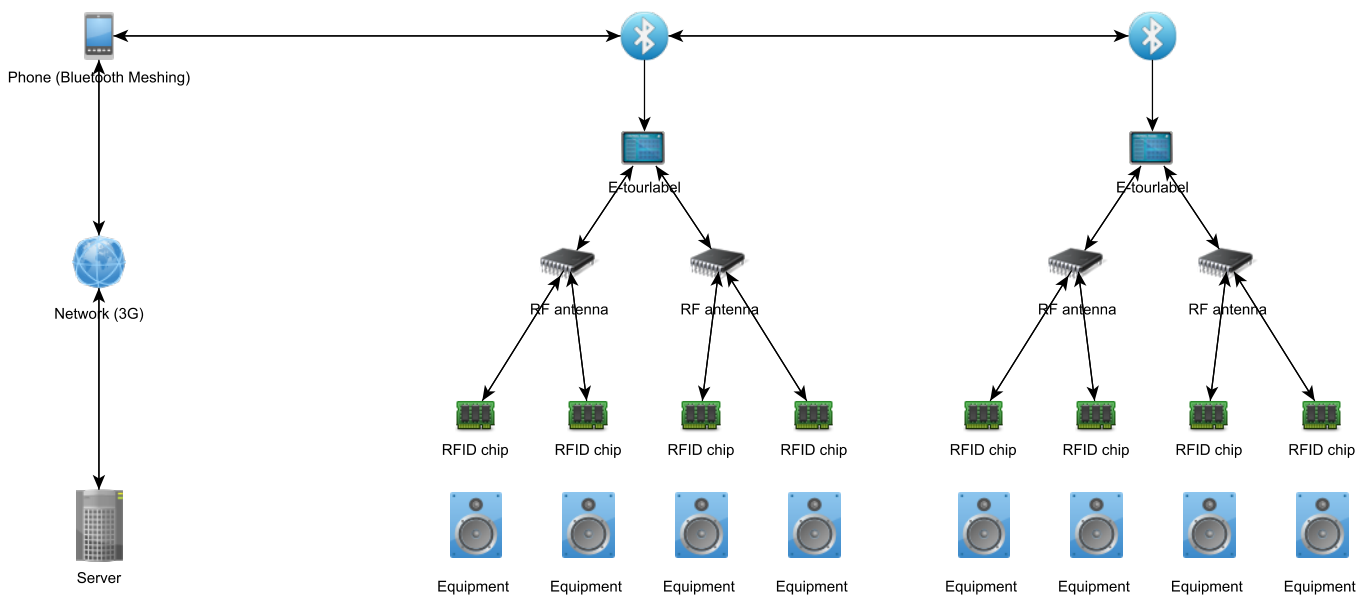 Phone (Bluetooth Meshing)
E-tourlabel
E-tourlabel
Network (3G)
RF antenna
RF antenna
RF antenna
RF antenna
RFID chip
RFID chip
RFID chip
RFID chip
RFID chip
RFID chip
RFID chip
RFID chip
Server
Equipment
Equipment
Equipment
Equipment
Equipment
Equipment
Equipment
Equipment